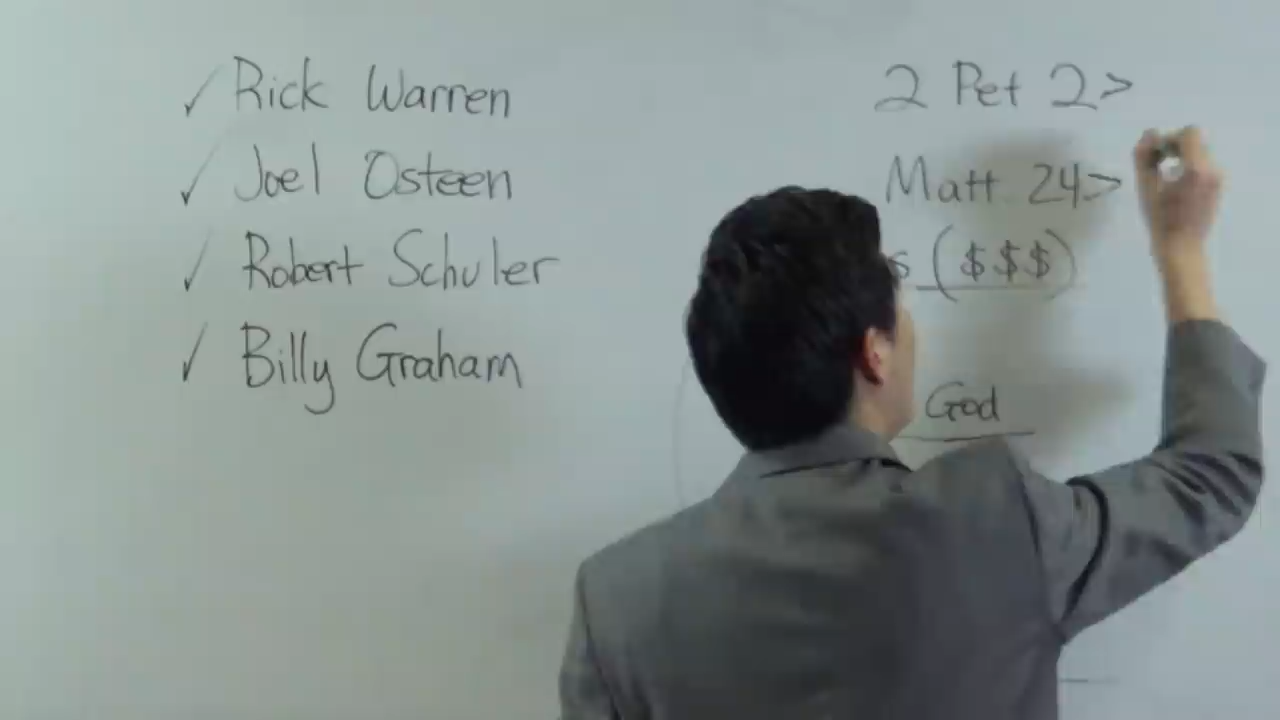 ✓ Rick Warren
✓ Joel Osteen
✓ Robert Schuler
✓ Billy Graham
2 Pet 2>
Matt 24>
s ($$$)
God